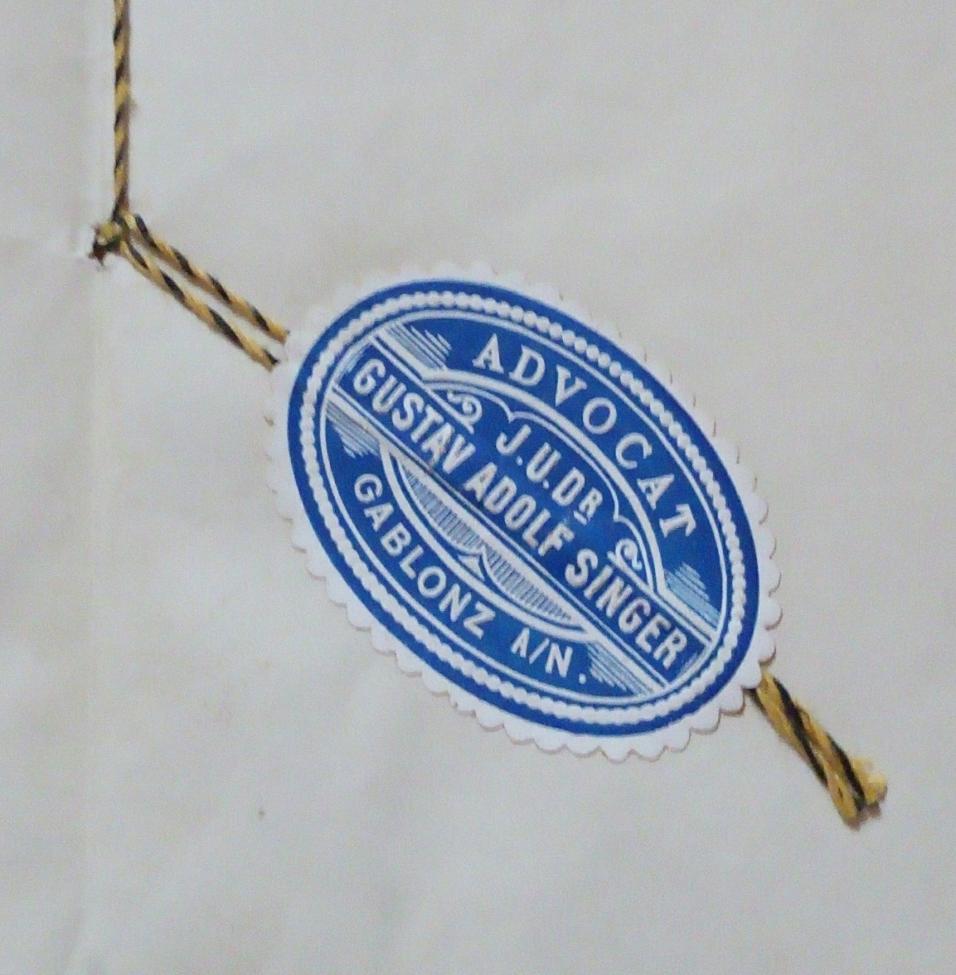 ADVOCAT
J.U.DR
GUSTAV ADOLF SINGER
GABLONZ A/N.